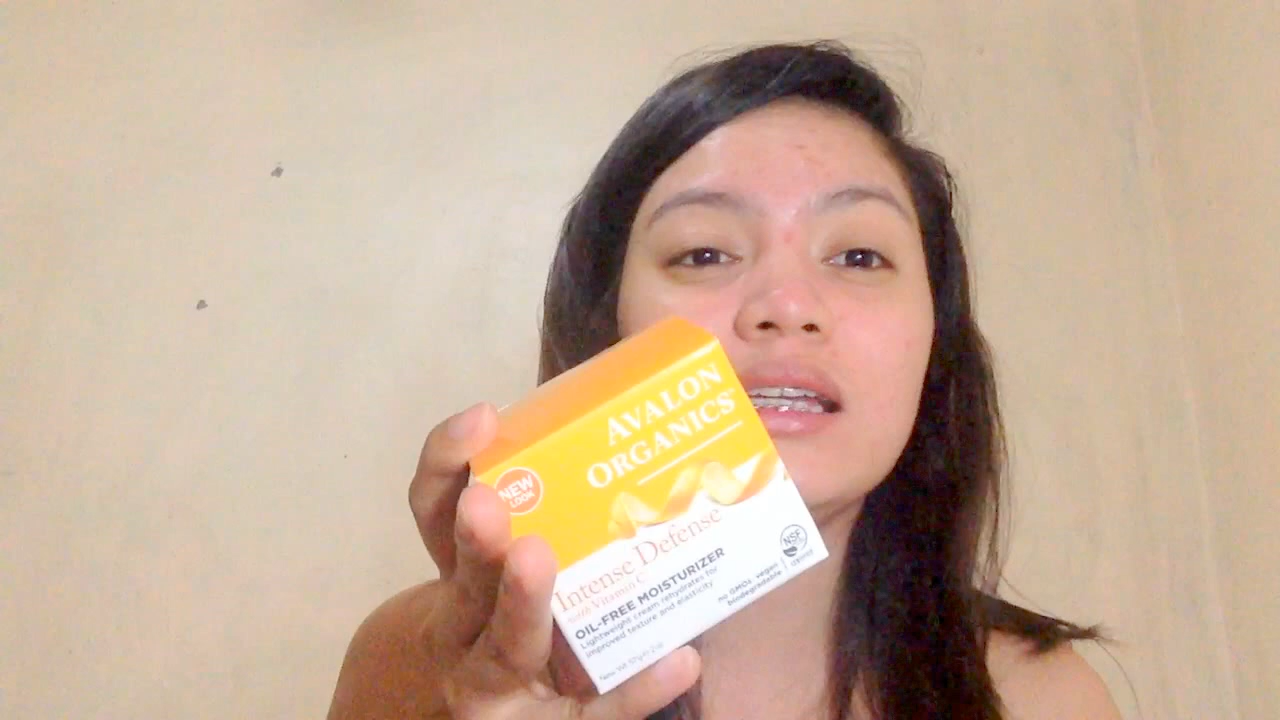 AVALON
ORGANICS
NEW
LOOK
Intense Defense
with Vitamin C
OIL-FREE MOISTURIZER
Lightweight cream rehydrates for
improved texture and elasticity
no GMOs · vegan
biodegradable
NSF